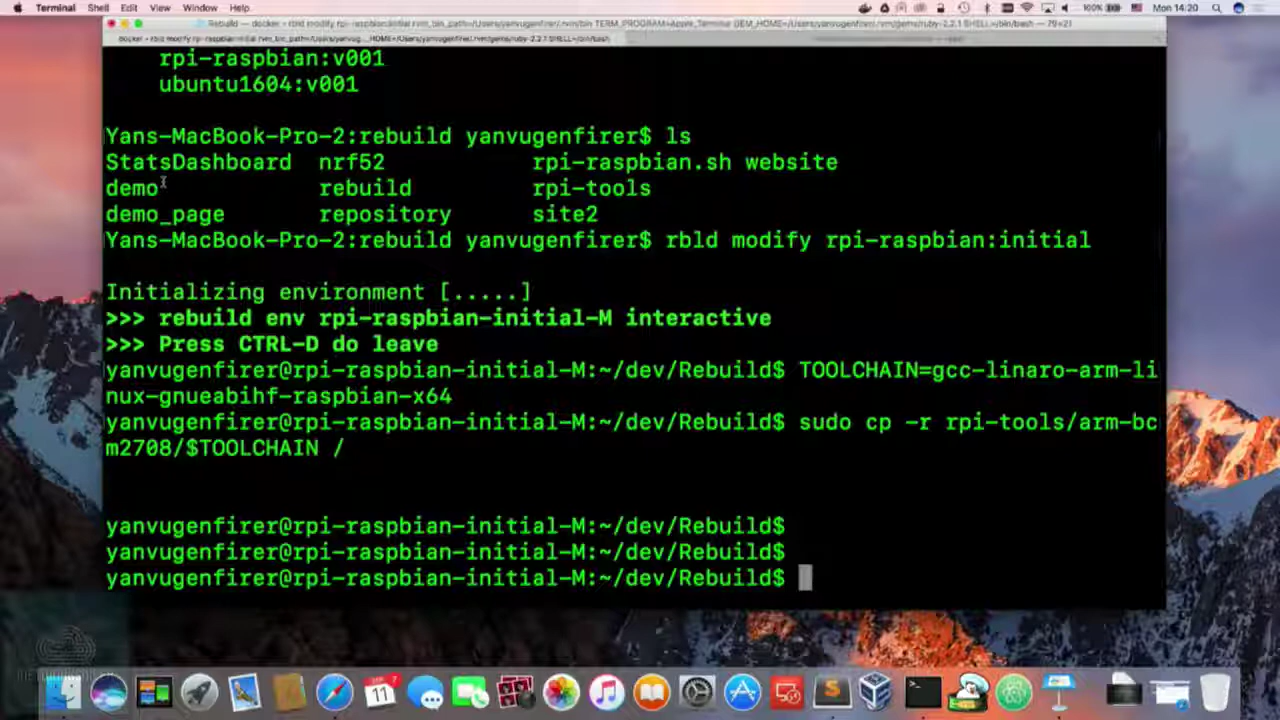 Terminal Shell Edit View Window Help 100% Mon 14:20
rpi-raspbian:v001
ubuntu1604:v001
Yans-MacBook-Pro-2:rebuild yanvugenfirer$ ls
StatsDashboard nrf52 rpi-raspbian.sh website
demo rebuild rpi-tools
demo_page repository site2
Yans-MacBook-Pro-2:rebuild yanvugenfirer$ rbld modify rpi-raspbian:initial
Initializing environment [.....]
>>> rebuild env rpi-raspbian-initial-M interactive
>>> Press CTRL-D do leave
yanvugenfirer@rpi-raspbian-initial-M:~/dev/Rebuild$ TOOLCHAIN=gcc-linaro-arm-li
nux-gnueabihf-raspbian-x64
yanvugenfirer@rpi-raspbian-initial-M:~/dev/Rebuild$ sudo cp -r rpi-tools/arm-bc
m2708/$TOOLCHAIN /
yanvugenfirer@rpi-raspbian-initial-M:~/dev/Rebuild$
yanvugenfirer@rpi-raspbian-initial-M:~/dev/Rebuild$
yanvugenfirer@rpi-raspbian-initial-M:~/dev/Rebuild$
11